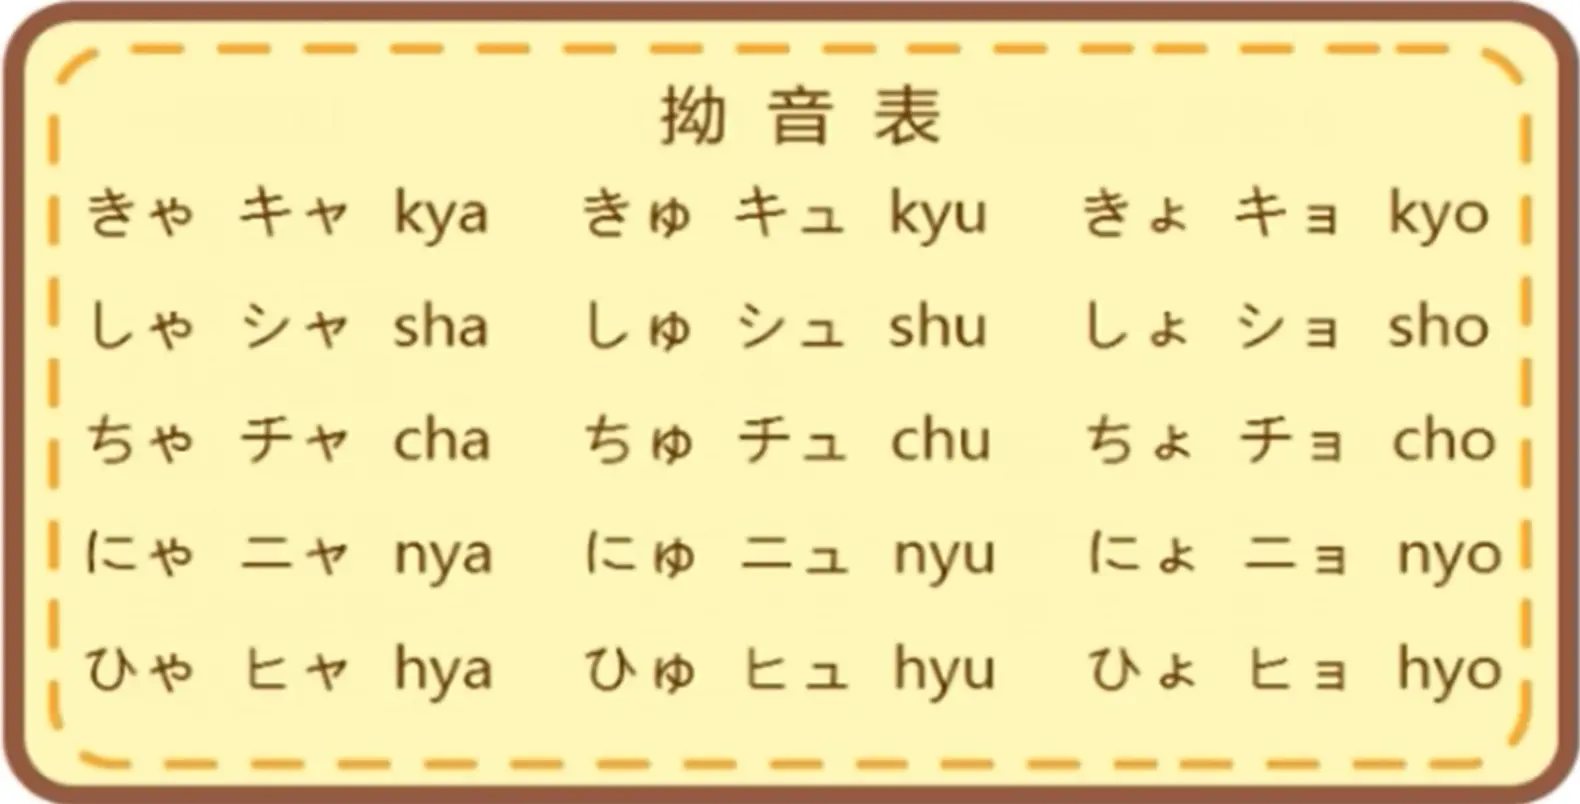 拗音表
きゃ キャ kya きゅ キュ kyu きょ キョ kyo
しゃ シャ sha しゅ シュ shu しょ ショ sho
ちゃ チャ cha ちゅ チュ chu ちょ チョ cho
にゃ ニャ nya にゅ ニュ nyu にょ ニョ nyo
ひゃ ヒャ hya ひゅ ヒュ hyu ひょ ヒョ hyo